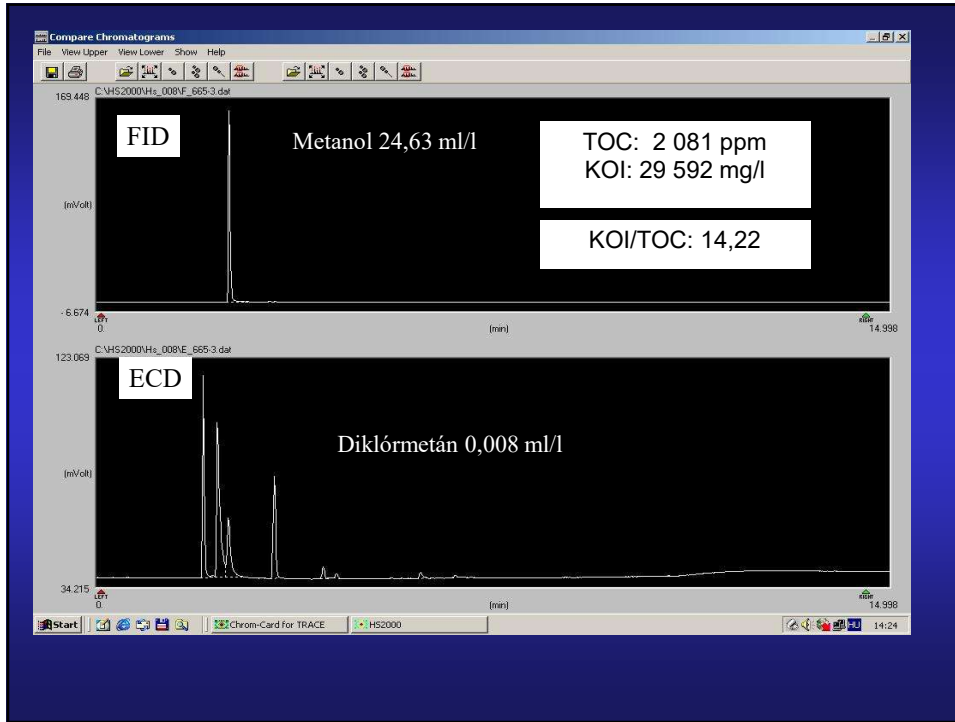 Compare Chromatograms
File View Upper View Lower Show Help
169.448
C:\HS2000\Hs_008\F_665-3.dat
FID
Metanol 24,63 ml/l
TOC: 2 081 ppm
KOI: 29 592 mg/l
KOI/TOC: 14,22
(mVolt)
- 6.674
LEFT
RIGHT
0.
(min)
14.998
C:\HS2000\Hs_008\E_665-3.dat
123.069
ECD
Diklórmetán 0,008 ml/l
(mVolt)
34.215
LEFT
RIGHT
0.
(min)
14.998
Start
Chrom-Card for TRACE
HS2000
HU
14:24